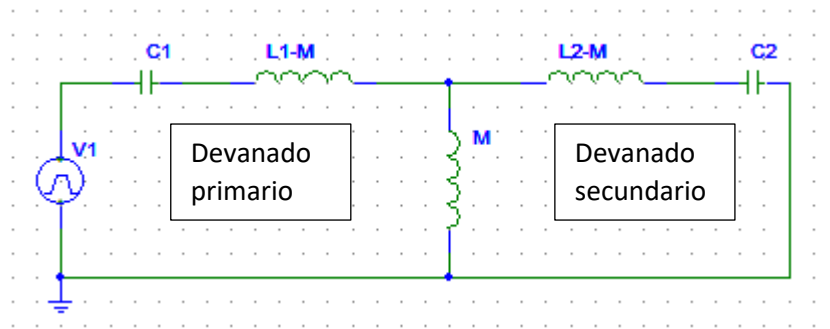 C1
L1-M
L2-M
C2
V1
Devanado
primario
M
Devanado
secundario